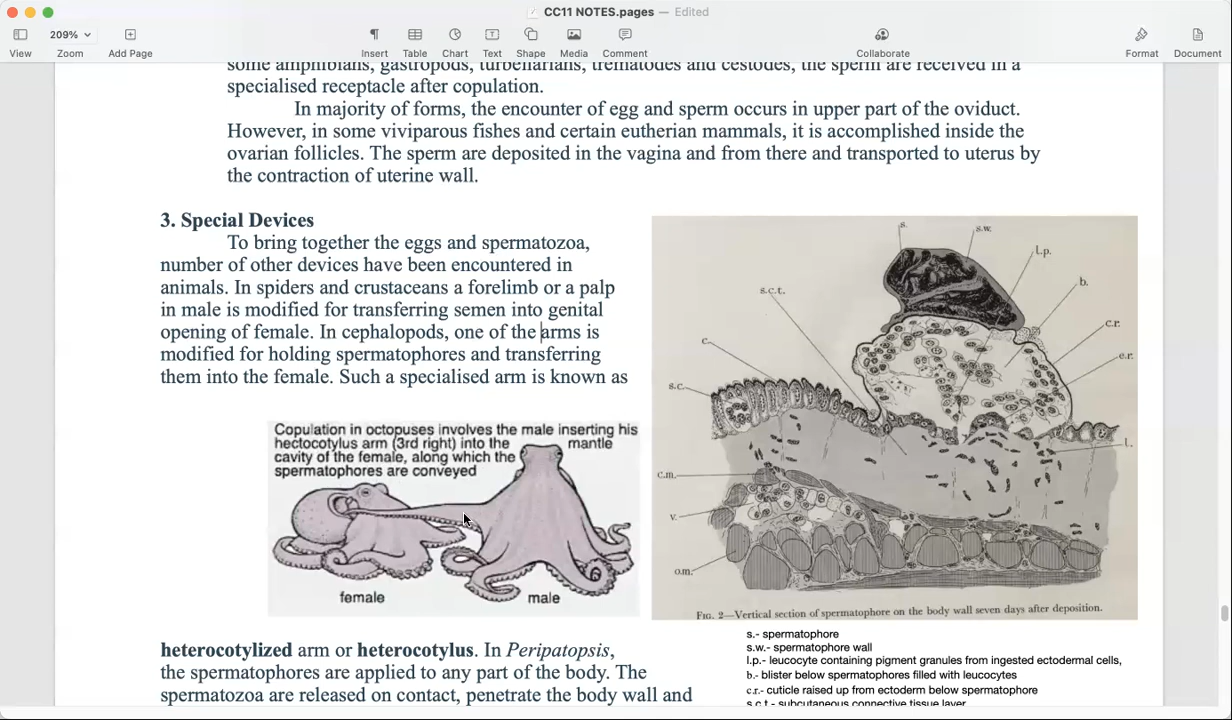 CC11 NOTES.pages — Edited
209%
View Zoom Add Page Insert Table Chart Text Shape Media Comment Collaborate Format Document
some amphibians, gastropods, turbellarians, trematodes and cestodes, the sperm are received in a
specialised receptacle after copulation.
In majority of forms, the encounter of egg and sperm occurs in upper part of the oviduct.
However, in some viviparous fishes and certain eutherian mammals, it is accomplished inside the
ovarian follicles. The sperm are deposited in the vagina and from there and transported to uterus by
the contraction of uterine wall.
3. Special Devices
To bring together the eggs and spermatozoa,
number of other devices have been encountered in
animals. In spiders and crustaceans a forelimb or a palp
in male is modified for transferring semen into genital
opening of female. In cephalopods, one of the arms is
modified for holding spermatophores and transferring
them into the female. Such a specialised arm is known as
Copulation in octopuses involves the male inserting his
hectocotylus arm (3rd right) into the mantle
cavity of the female, along which the
spermatophores are conveyed
female male
s.
s.w.
l.p.
s.c.t.
b.
c.r.
c.
e.r.
s.c.
l.
c.m.
v.
o.m.
FIG. 2—Vertical section of spermatophore on the body wall seven days after deposition.
s.- spermatophore
s.w.- spermatophore wall
l.p.- leucocyte containing pigment granules from ingested ectodermal cells,
b.- blister below spermatophores filled with leucocytes
c.r.- cuticle raised up from ectoderm below spermatophore
s.c.t.- subcutaneous connective tissue layer
heterocotylized arm or heterocotylus. In Peripatopsis,
the spermatophores are applied to any part of the body. The
spermatozoa are released on contact, penetrate the body wall and